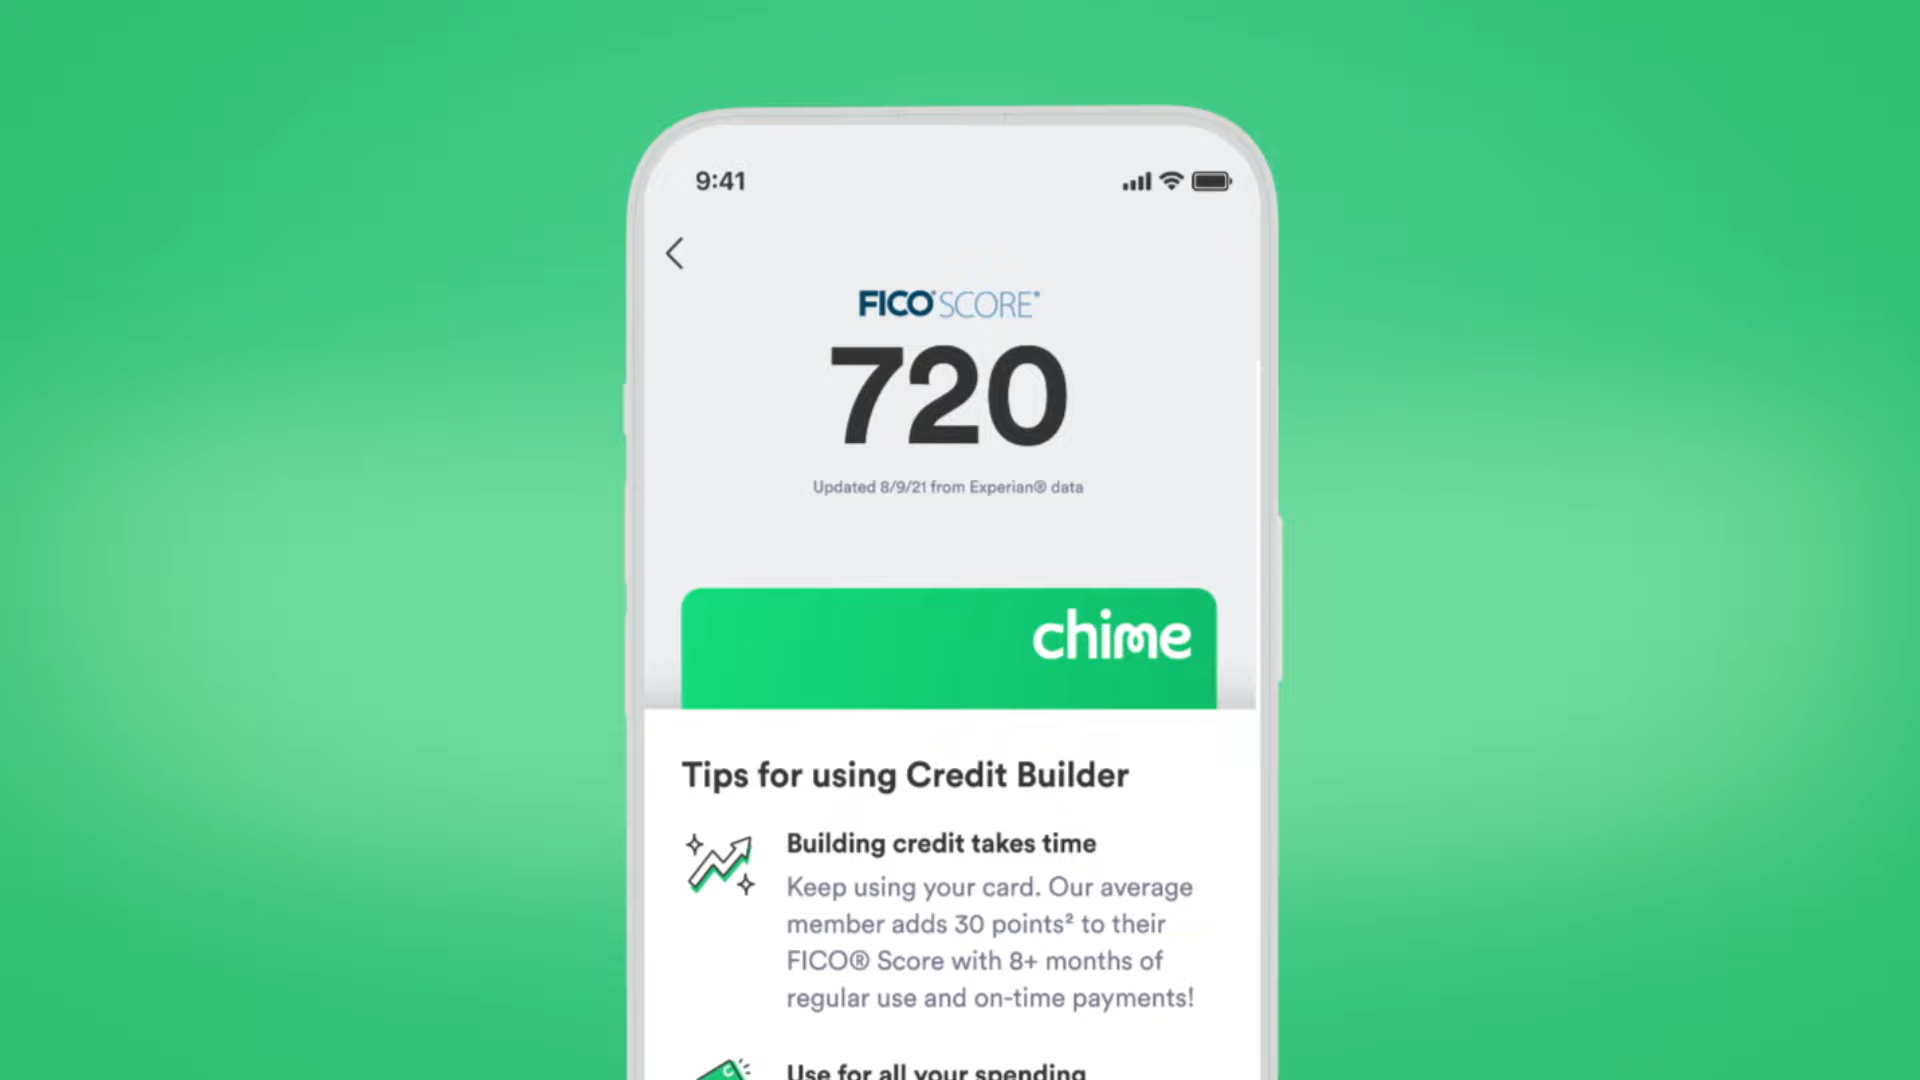 9:41
FICO® SCORE®
720
Updated 8/9/21 from Experian® data
chime
Tips for using Credit Builder
Building credit takes time
Keep using your card. Our average
member adds 30 points² to their
FICO® Score with 8+ months of
regular use and on-time payments!
Use for all your spending